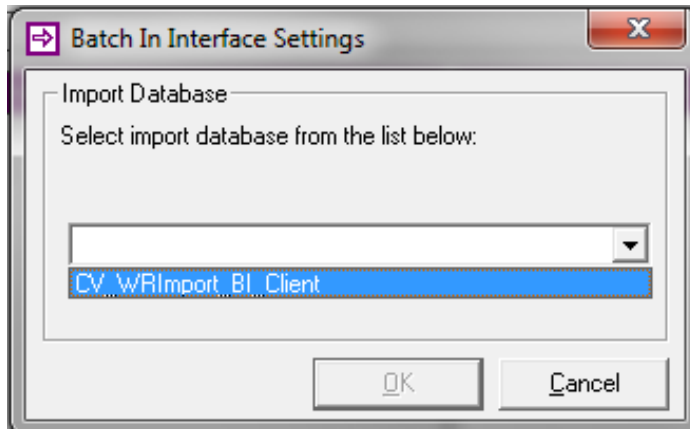 Batch In Interface Settings
Import Database
Select import database from the list below:
CV_WRImport_BI_Client
OK
Cancel